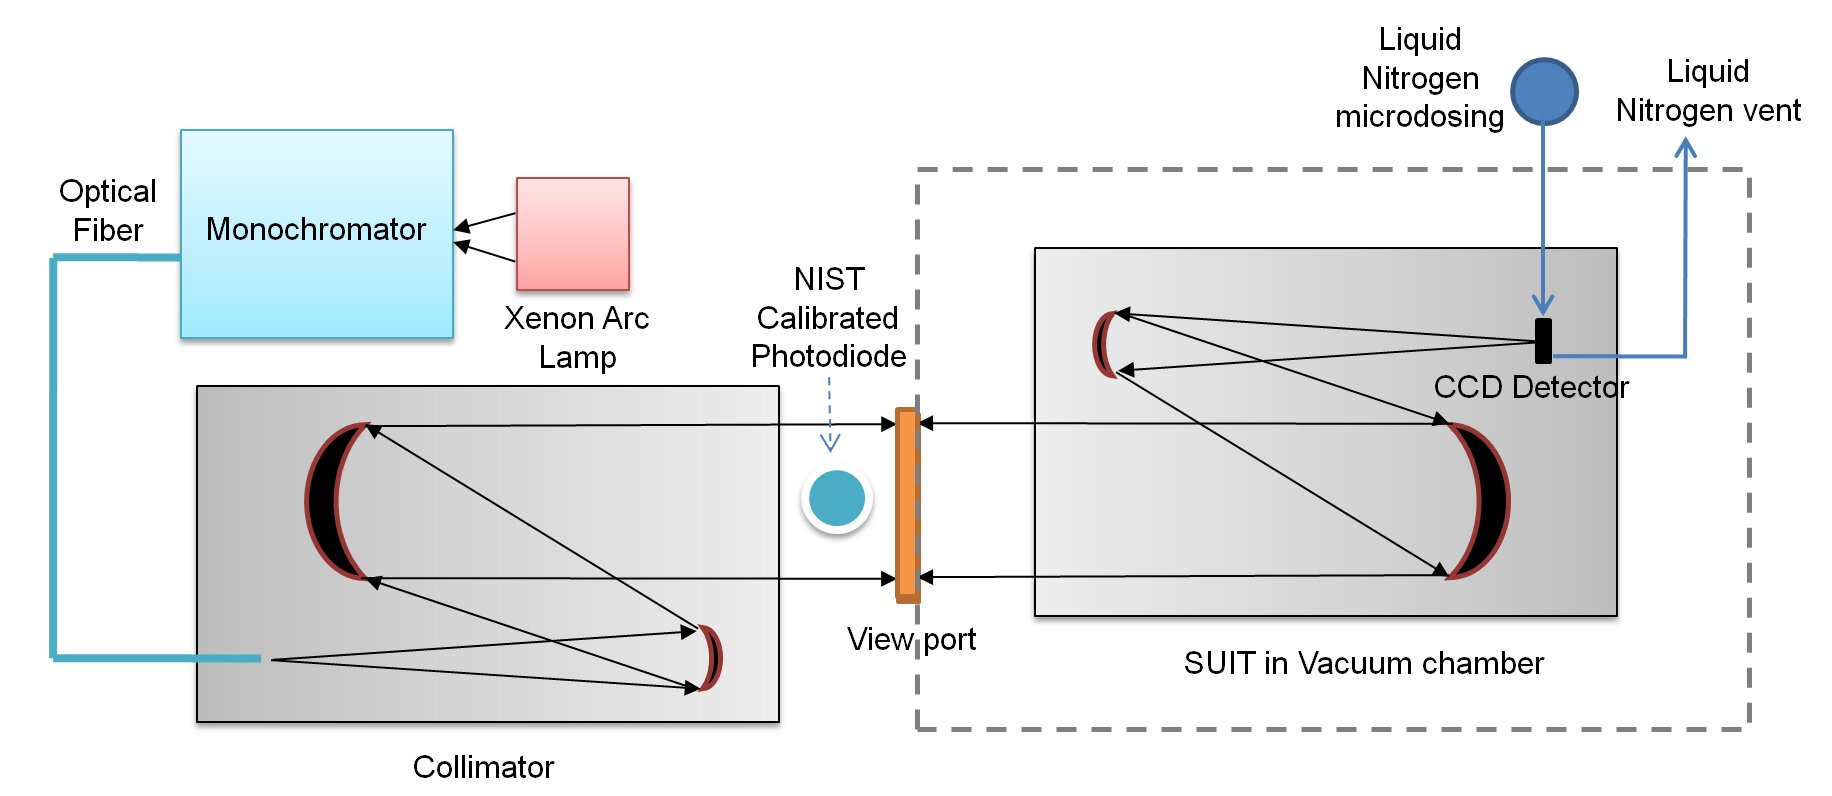 Liquid
Nitrogen
microdosing
Liquid
Nitrogen vent
Optical
Fiber
Monochromator
Xenon Arc
Lamp
NIST
Calibrated
Photodiode
CCD Detector
View port
SUIT in Vacuum chamber
Collimator